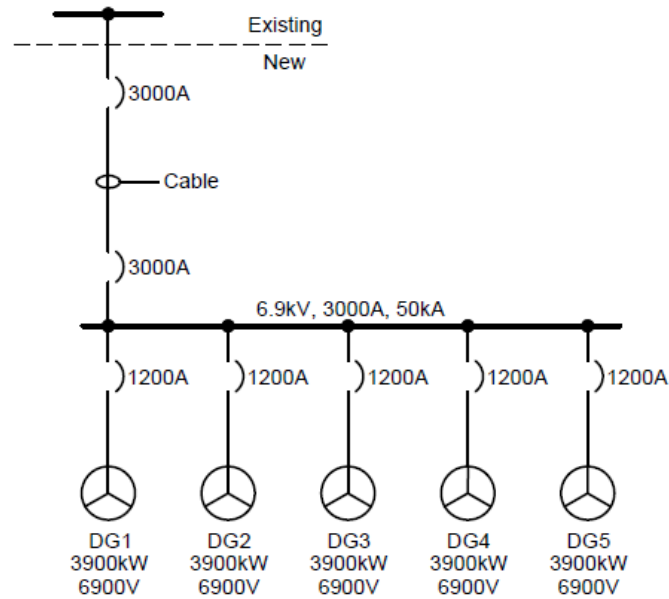 Existing
New
3000A
Cable
3000A
6.9kV, 3000A, 50kA
1200A 1200A 1200A 1200A 1200A
DG1 DG2 DG3 DG4 DG5
3900kW 3900kW 3900kW 3900kW 3900kW
6900V 6900V 6900V 6900V 6900V